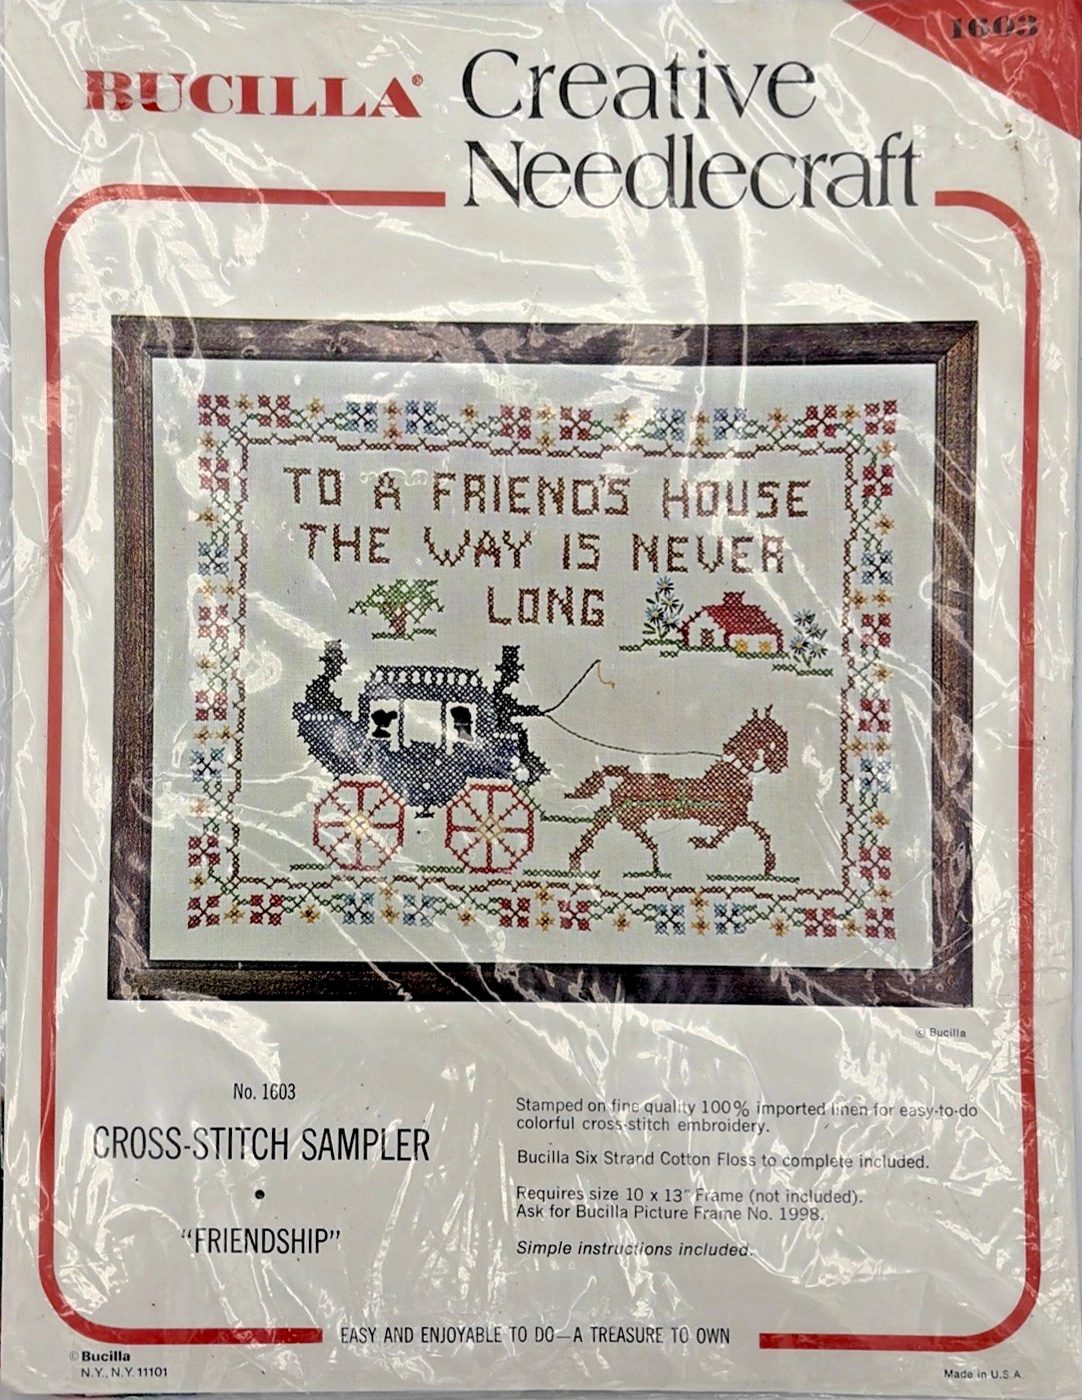 1603
BUCILLA® Creative
Needlecraft
TO A FRIEND'S HOUSE
THE WAY IS NEVER
LONG
© Bucilla
No. 1603
CROSS-STITCH SAMPLER
•
"FRIENDSHIP"
Stamped on fine quality 100% imported linen for easy-to-do
colorful cross-stitch embroidery.
Bucilla Six Strand Cotton Floss to complete included.
Requires size 10 x 13" Frame (not included).
Ask for Bucilla Picture Frame No. 1998.
Simple instructions included.
EASY AND ENJOYABLE TO DO—A TREASURE TO OWN
© Bucilla
N.Y., N.Y. 11101
Made in U.S.A.